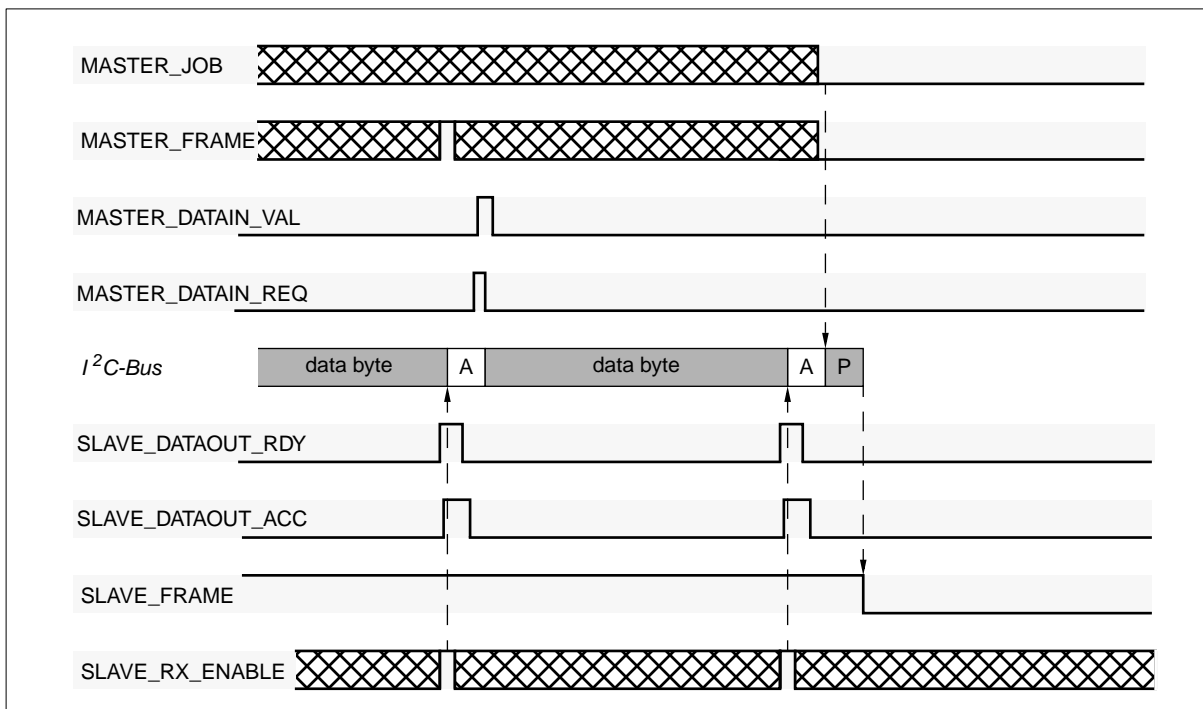 MASTER_JOB
MASTER_FRAME
MASTER_DATAIN_VAL
MASTER_DATAIN_REQ
I²C-Bus data byte A data byte A P
SLAVE_DATAOUT_RDY
SLAVE_DATAOUT_ACC
SLAVE_FRAME
SLAVE_RX_ENABLE